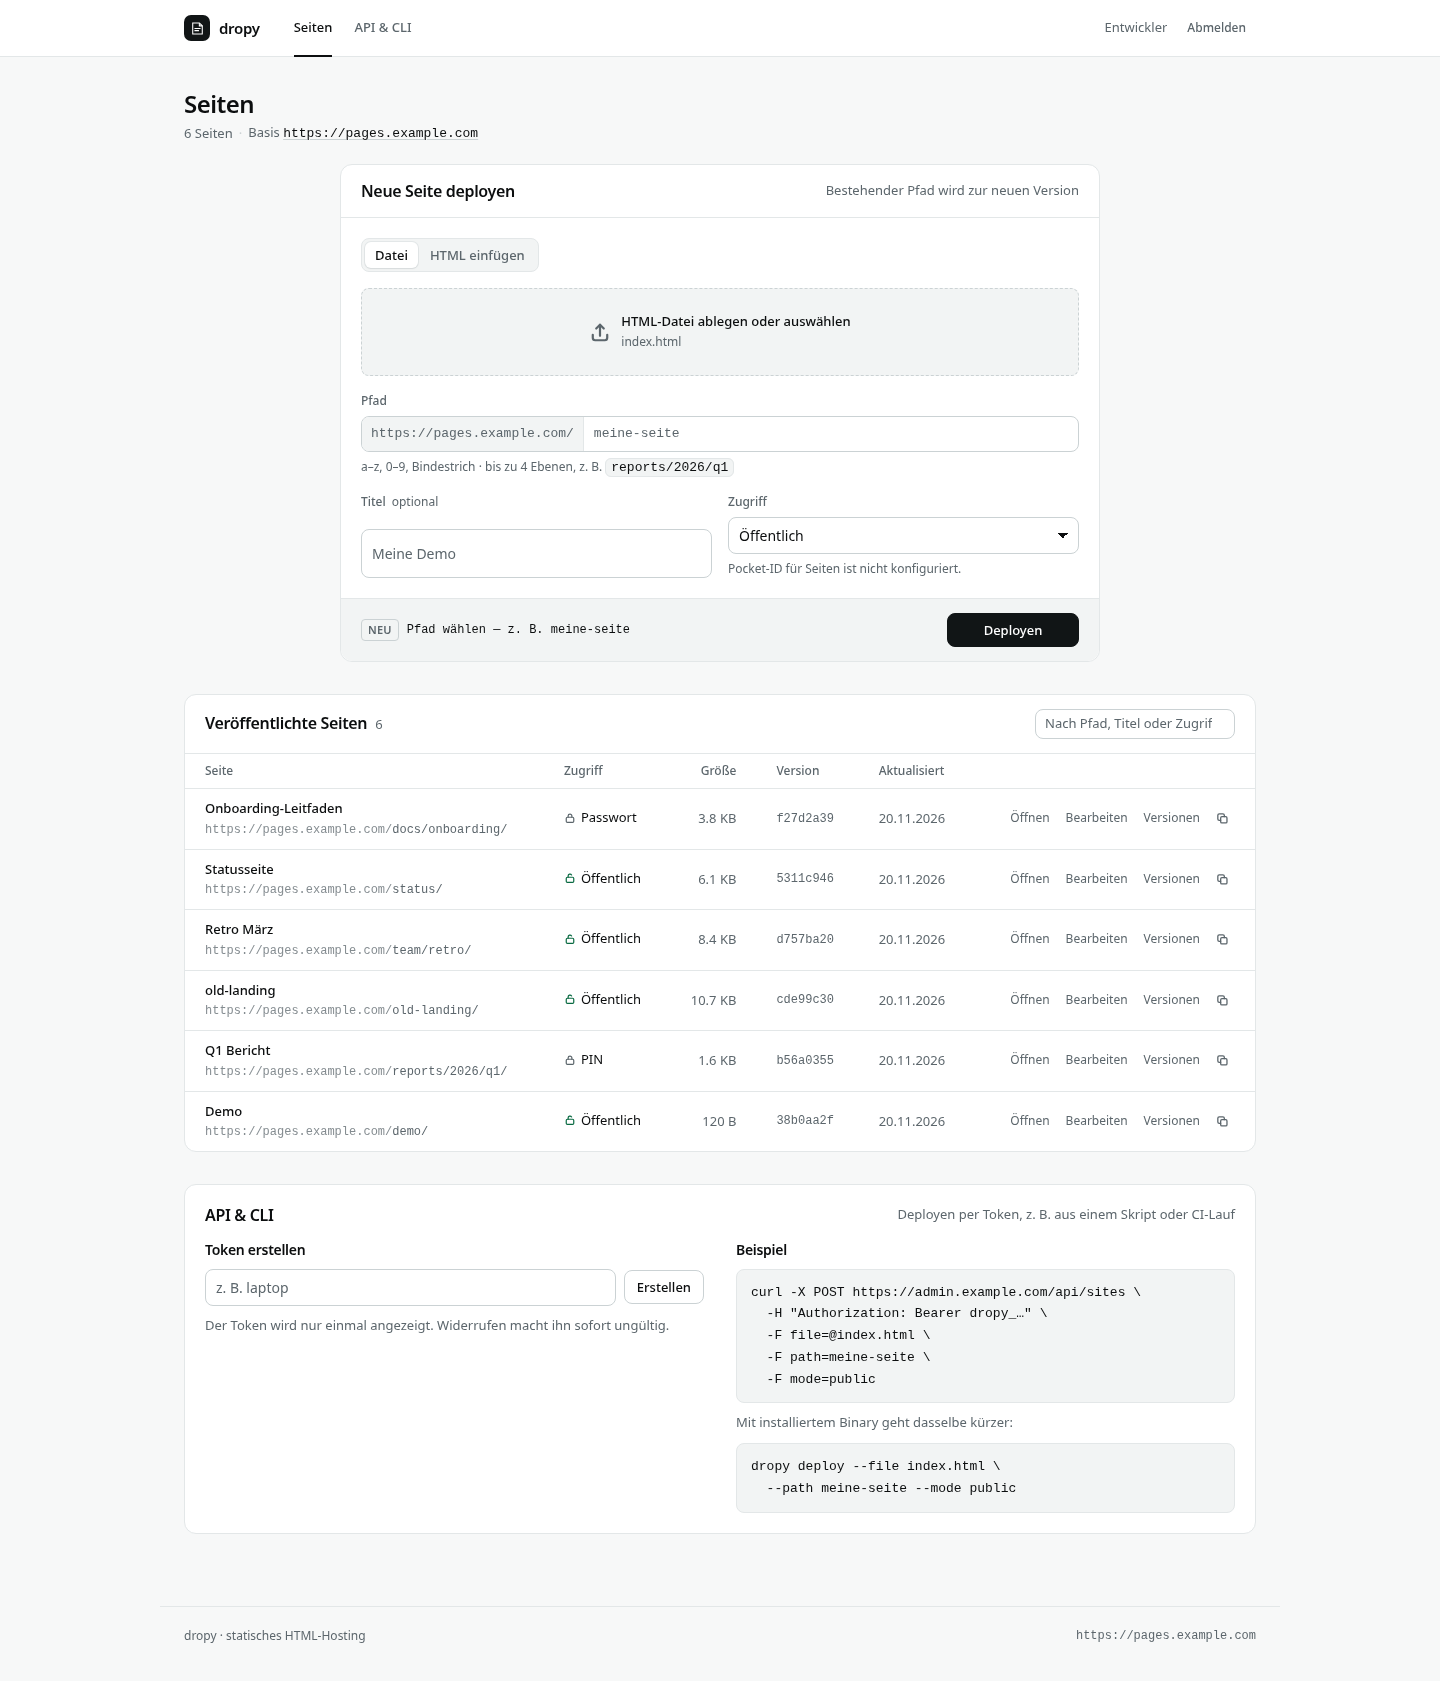 dropy Seiten API & CLI Entwickler Abmelden
Seiten
6 Seiten · Basis https://pages.example.com
Neue Seite deployen Bestehender Pfad wird zur neuen Version
Datei HTML einfügen
HTML-Datei ablegen oder auswählen
index.html
Pfad
https://pages.example.com/ meine-seite
a–z, 0–9, Bindestrich · bis zu 4 Ebenen, z. B. reports/2026/q1
Titel optional Zugriff
Meine Demo Öffentlich
Pocket-ID für Seiten ist nicht konfiguriert.
NEU Pfad wählen — z. B. meine-seite Deployen
Veröffentlichte Seiten 6 Nach Pfad, Titel oder Zugrif
Seite Zugriff Größe Version Aktualisiert
Onboarding-Leitfaden
https://pages.example.com/docs/onboarding/ Passwort 3.8 KB f27d2a39 20.11.2026 Öffnen Bearbeiten Versionen
Statusseite
https://pages.example.com/status/ Öffentlich 6.1 KB 5311c946 20.11.2026 Öffnen Bearbeiten Versionen
Retro März
https://pages.example.com/team/retro/ Öffentlich 8.4 KB d757ba20 20.11.2026 Öffnen Bearbeiten Versionen
old-landing
https://pages.example.com/old-landing/ Öffentlich 10.7 KB cde99c30 20.11.2026 Öffnen Bearbeiten Versionen
Q1 Bericht
https://pages.example.com/reports/2026/q1/ PIN 1.6 KB b56a0355 20.11.2026 Öffnen Bearbeiten Versionen
Demo
https://pages.example.com/demo/ Öffentlich 120 B 38b0aa2f 20.11.2026 Öffnen Bearbeiten Versionen
API & CLI Deployen per Token, z. B. aus einem Skript oder CI-Lauf
Token erstellen
z. B. laptop Erstellen
Der Token wird nur einmal angezeigt. Widerrufen macht ihn sofort ungültig.
Beispiel
curl -X POST https://admin.example.com/api/sites \
-H "Authorization: Bearer dropy_…" \
-F file=@index.html \
-F path=meine-seite \
-F mode=public
Mit installiertem Binary geht dasselbe kürzer:
dropy deploy --file index.html \
--path meine-seite --mode public
dropy · statisches HTML-Hosting https://pages.example.com